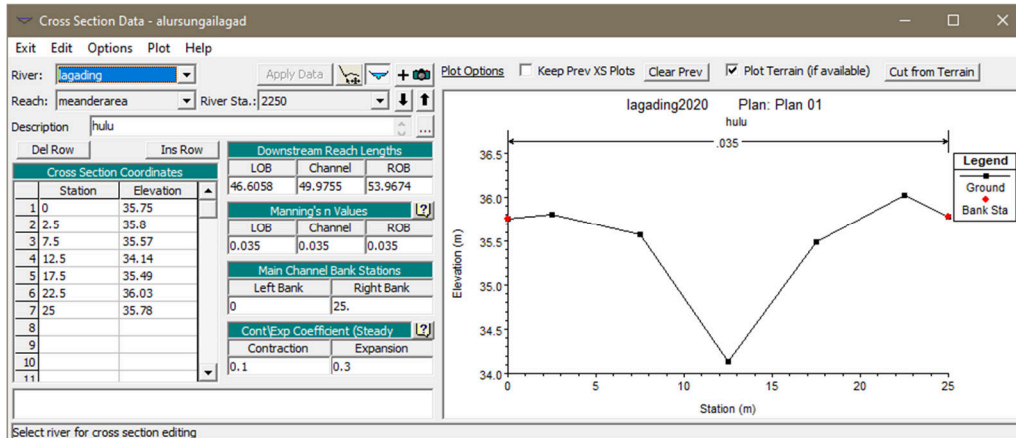 Cross Section Data - alursungailagad
Exit Edit Options Plot Help
River: lagading Apply Data
Reach: meanderarea River Sta.: 2250
Description hulu ...
Del Row Ins Row
Cross Section Coordinates
Station Elevation
1 0 35.75
2 2.5 35.8
3 7.5 35.57
4 12.5 34.14
5 17.5 35.49
6 22.5 36.03
7 25 35.78
8
9
10
11
Downstream Reach Lengths
LOB Channel ROB
46.6058 49.9755 53.9674
Manning's n Values
LOB Channel ROB
0.035 0.035 0.035
Main Channel Bank Stations
Left Bank Right Bank
0 25.
Cont\Exp Coefficient (Steady
Contraction Expansion
0.1 0.3
Plot Options Keep Prev XS Plots Clear Prev Plot Terrain (if available) Cut from Terrain
lagading2020 Plan: Plan 01
hulu
.035
36.5
36.0
35.5
35.0
34.5
34.0
0 5 10 15 20 25
Elevation (m)
Station (m)
Legend
Ground
Bank Sta
Select river for cross section editing